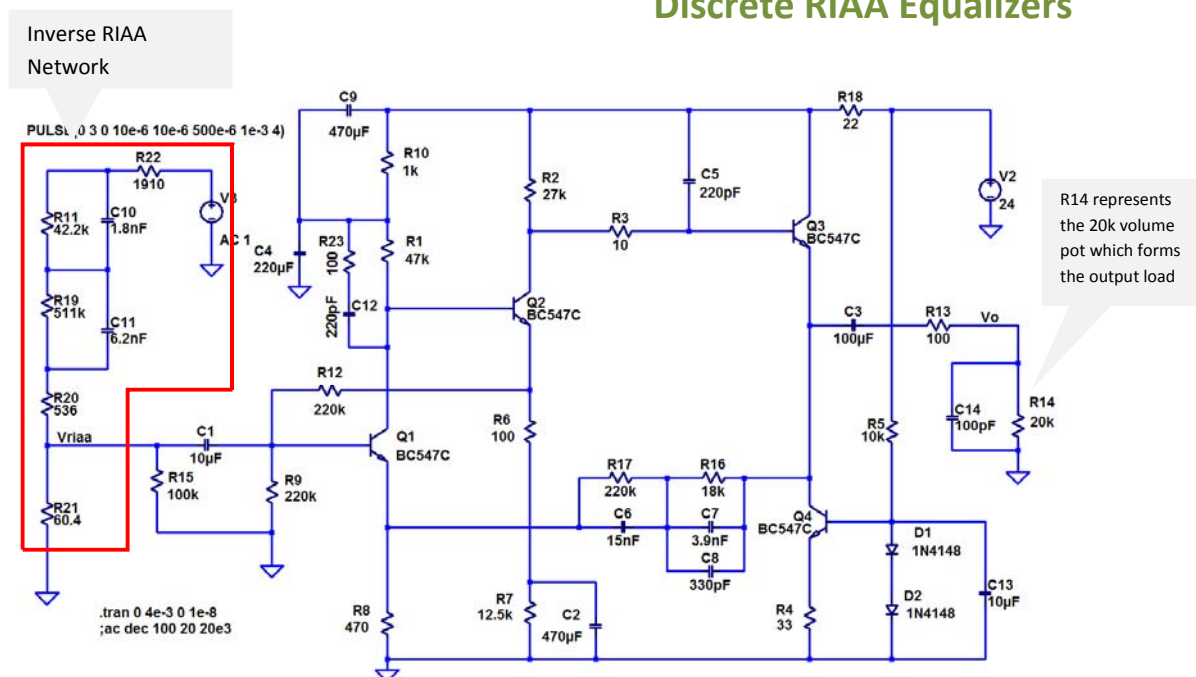 Discrete RIAA Equalizers
Inverse RIAA
Network
PULSE(0 3 0 10e-6 10e-6 500e-6 1e-3 4)
R22
1910
V3
AC 1
R11
42.2k
C10
1.8nF
R19
511k
C11
6.2nF
R20
536
Vriaa
R21
60.4
C9
470µF
R10
1k
C4
220µF
R23
100
R1
47k
220pF
C12
R12
220k
C1
10µF
R15
100k
R9
220k
Q1
BC547C
R8
470
R2
27k
Q2
BC547C
R6
100
R7
12.5k
C2
470µF
R3
10
C5
220pF
Q3
BC547C
R18
22
V2
24
R14 represents
the 20k volume
pot which forms
the output load
C3
100µF
R13
100
Vo
C14
100pF
R14
20k
R5
10k
R17
220k
R16
18k
C6
15nF
C7
3.9nF
C8
330pF
Q4
BC547C
R4
33
D1
1N4148
D2
1N4148
C13
10µF
.tran 0 4e-3 0 1e-8
;ac dec 100 20 20e3